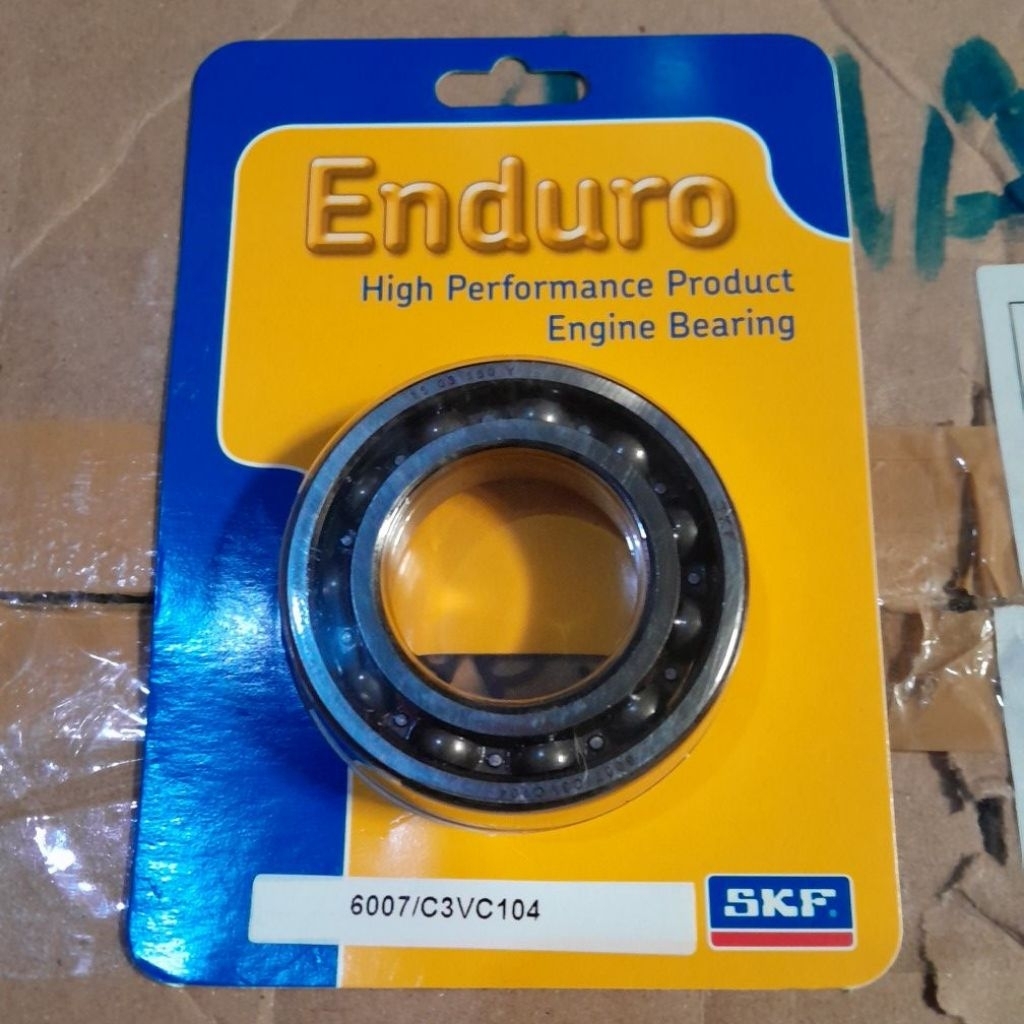 Enduro
High Performance Product
Engine Bearing
6007/C3VC104
SKF